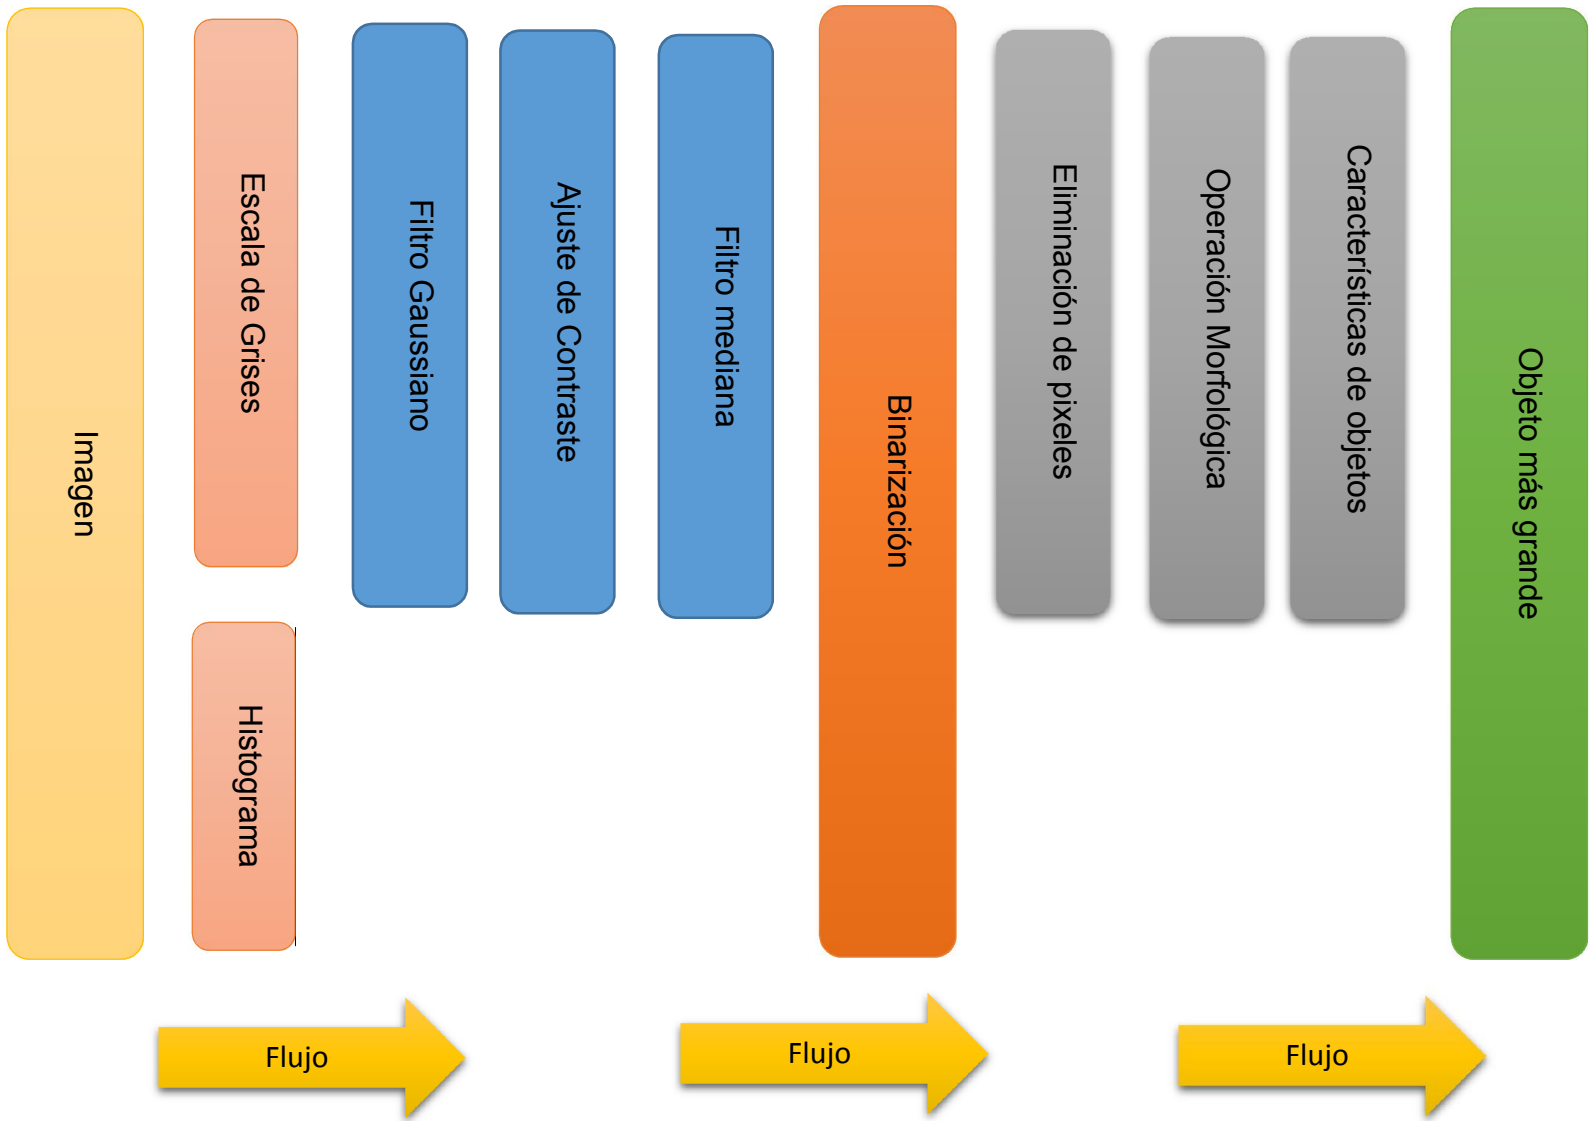 Imagen
Escala de Grises
Histograma
Filtro Gaussiano
Ajuste de Contraste
Filtro mediana
Binarización
Eliminación de pixeles
Operación Morfológica
Características de objetos
Objeto más grande
Flujo
Flujo
Flujo